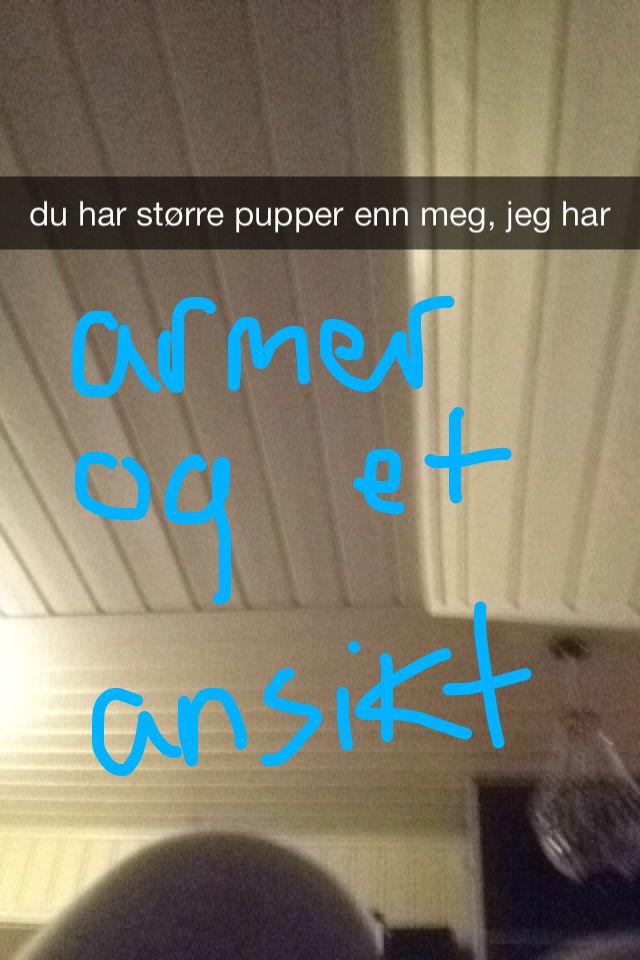 du har større pupper enn meg, jeg har
armer
og et
ansikt